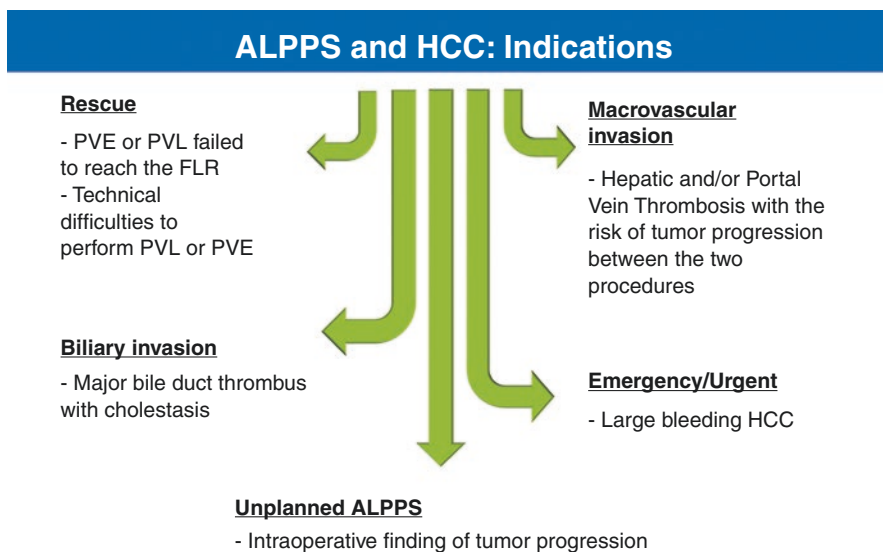 ALPPS and HCC: Indications
Rescue
- PVE or PVL failed
to reach the FLR
- Technical
difficulties to
perform PVL or PVE
Macrovascular
invasion
- Hepatic and/or Portal
Vein Thrombosis with the
risk of tumor progression
between the two
procedures
Biliary invasion
- Major bile duct thrombus
with cholestasis
Emergency/Urgent
- Large bleeding HCC
Unplanned ALPPS
- Intraoperative finding of tumor progression